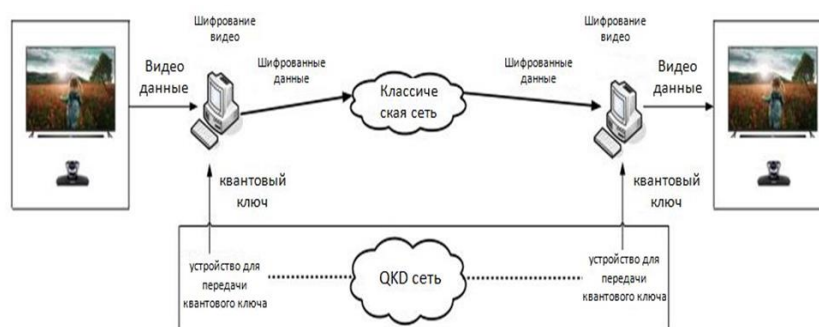 Шифрование
видео
Видео
данные
Шифрованные
данные
Классиче
ская сеть
Шифрованные
данные
Шифрование
видео
Видео
данные
квантовый
ключ
квантовый
ключ
устройство для
передачи
квантового ключа
QKD сеть
устройство для
передачи
квантового ключа